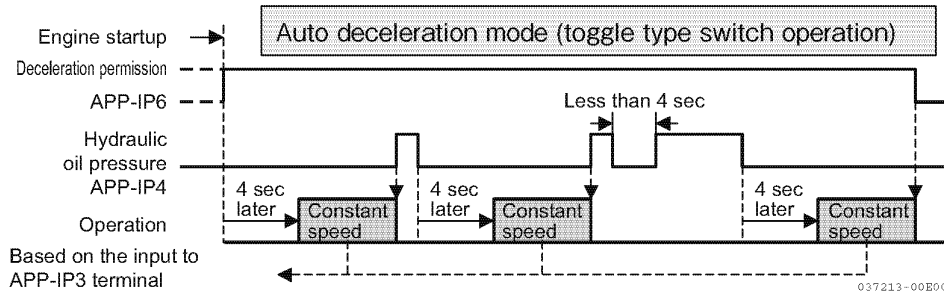 Auto deceleration mode (toggle type switch operation)
Engine startup
Deceleration permission
APP-IP6
Less than 4 sec
Hydraulic
oil pressure
APP-IP4
4 sec
later
Constant
speed
4 sec
later
Constant
speed
4 sec
later
Constant
speed
Operation
Based on the input to
APP-IP3 terminal